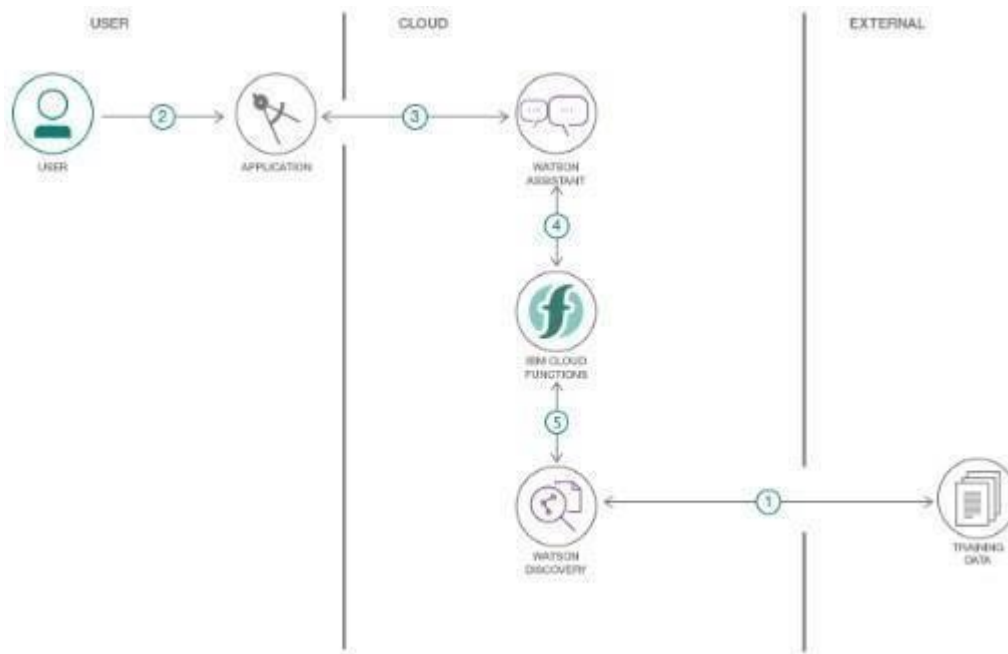 USER
CLOUD
EXTERNAL
2
3
USER
APPLICATION
WATSON
ASSISTANT
4
IBM CLOUD
FUNCTIONS
5
1
WATSON
DISCOVERY
TRAINING
DATA